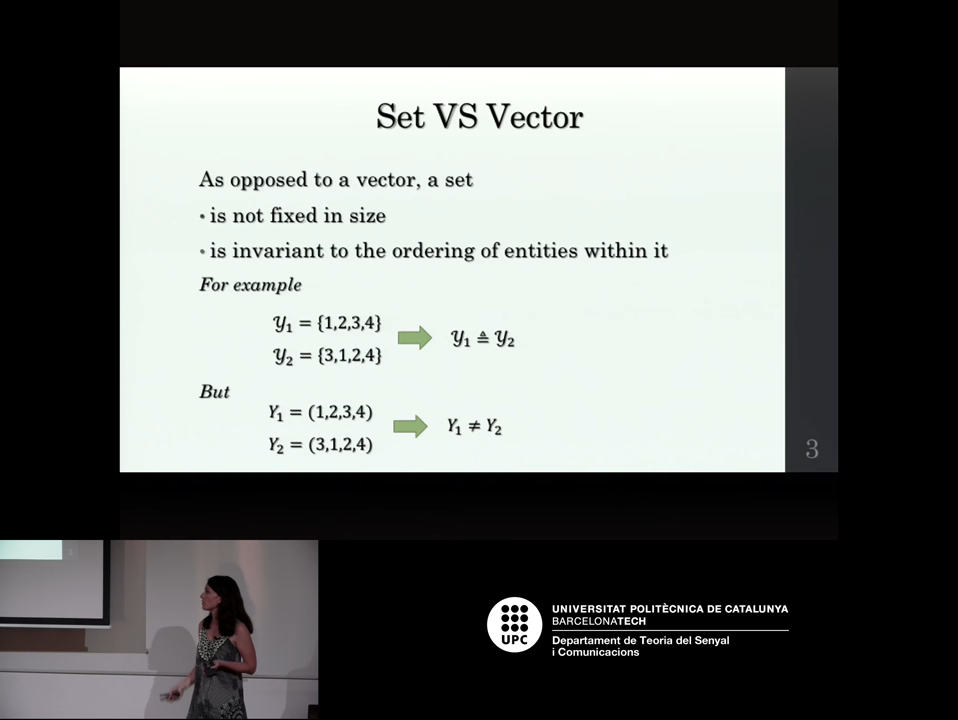 Set VS Vector
As opposed to a vector, a set
• is not fixed in size
• is invariant to the ordering of entities within it
For example
𝒴₁ = {1,2,3,4}
𝒴₂ = {3,1,2,4}
𝒴₁ ≜ 𝒴₂
But
Y₁ = (1,2,3,4)
Y₂ = (3,1,2,4)
Y₁ ≠ Y₂
3
UPC
UNIVERSITAT POLITÈCNICA DE CATALUNYA
BARCELONATECH
Departament de Teoria del Senyal
i Comunicacions